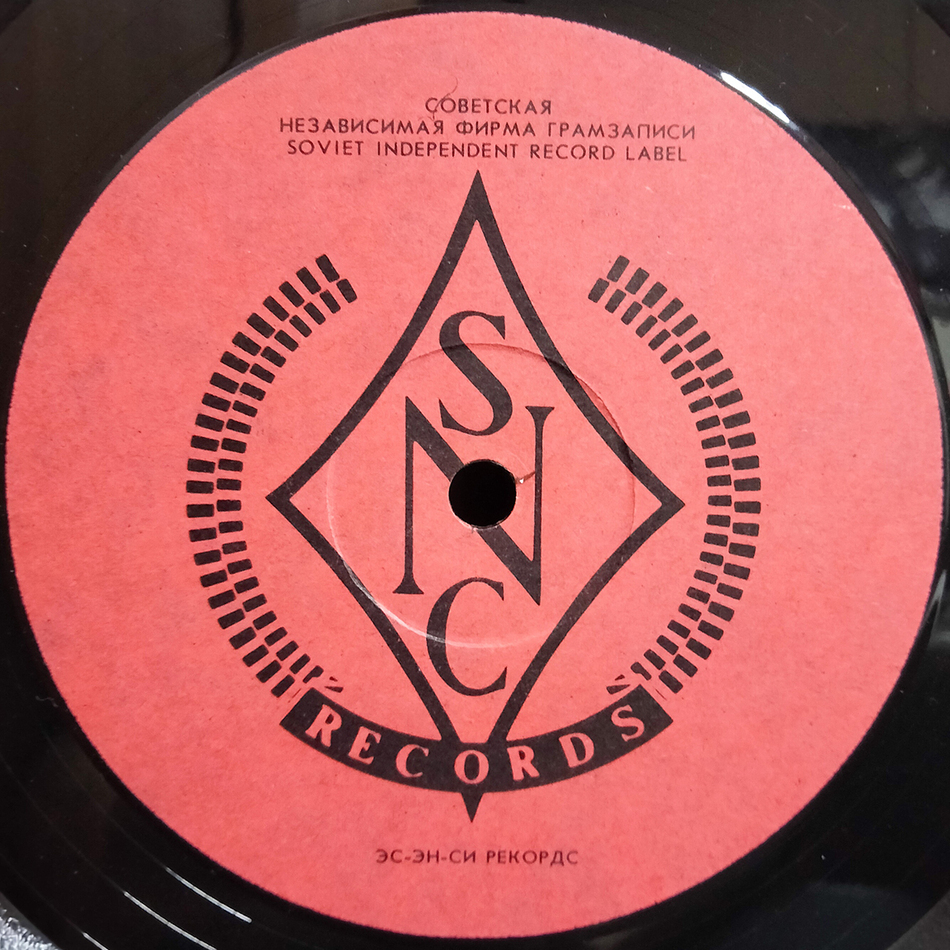 СОВЕТСКАЯ
НЕЗАВИСИМАЯ ФИРМА ГРАМЗАПИСИ
SOVIET INDEPENDENT RECORD LABEL
S
N
C
RECORDS
ЭС-ЭН-СИ РЕКОРДС